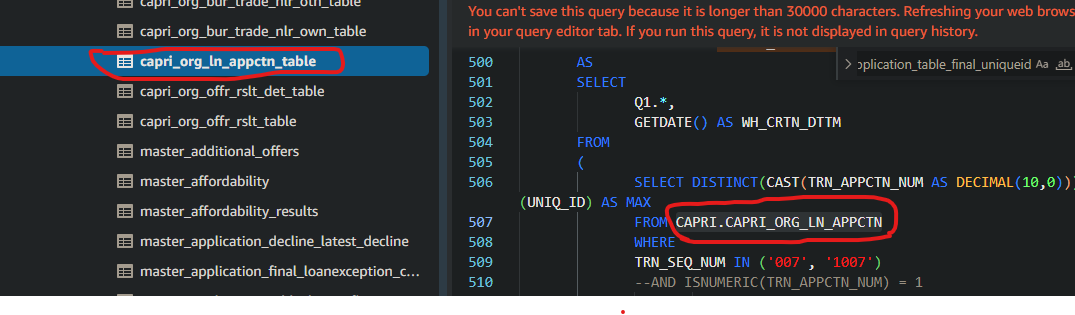 capri_org_bur_trade_nlr_oth_table
capri_org_bur_trade_nlr_own_table
capri_org_ln_appctn_table
capri_org_offr_rslt_det_table
capri_org_offr_rslt_table
master_additional_offers
master_affordability
master_affordability_results
master_application_decline_latest_decline
master_application_final_loanexception_c...
You can't save this query because it is longer than 30000 characters. Refreshing your web brows
in your query editor tab. If you run this query, it is not displayed in query history.
pplication_table_final_uniqueid Aa ab
500 AS
501 SELECT
502 Q1.*,
503 GETDATE() AS WH_CRTN_DTTM
504 FROM
505 (
506 SELECT DISTINCT(CAST(TRN_APPCTN_NUM AS DECIMAL(10,0)))
(UNIQ_ID) AS MAX
507 FROM CAPRI.CAPRI_ORG_LN_APPCTN
508 WHERE
509 TRN_SEQ_NUM IN ('007', '1007')
510 --AND ISNUMERIC(TRN_APPCTN_NUM) = 1